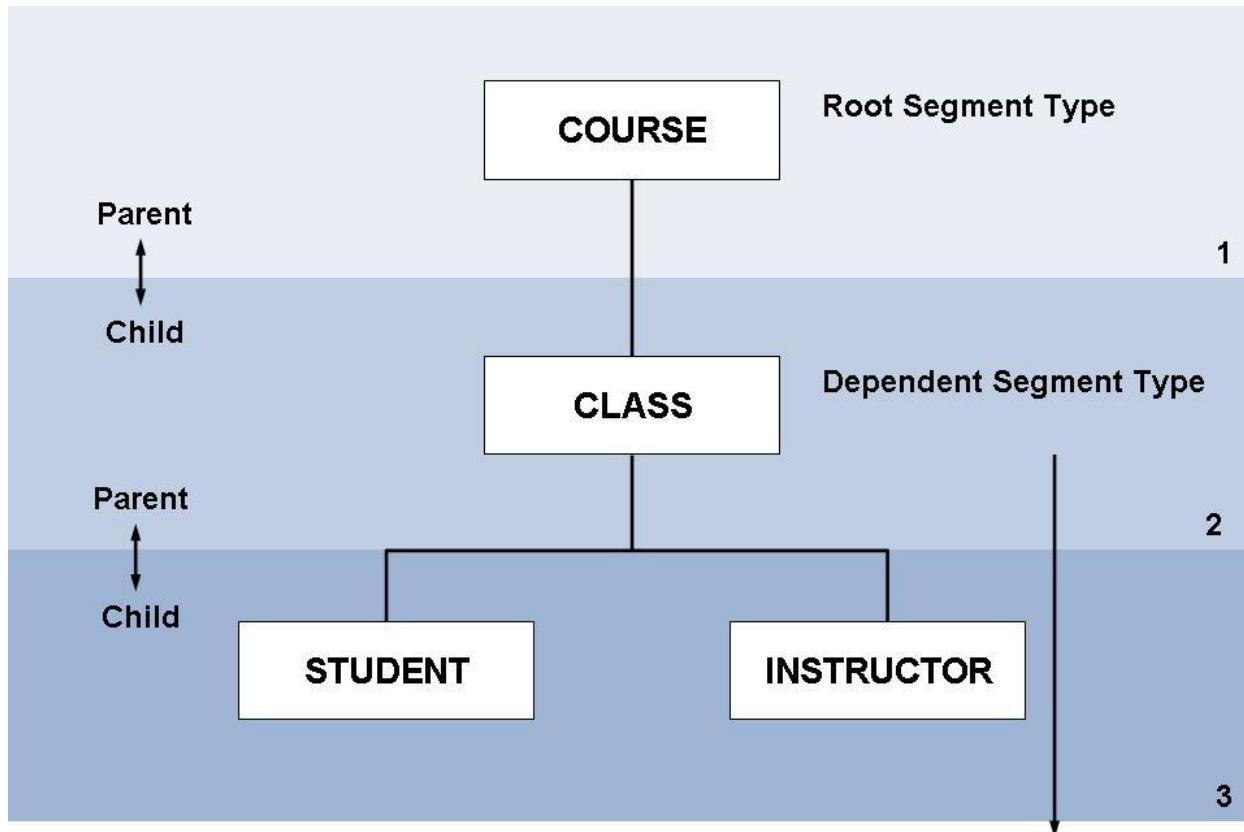 COURSE
Root Segment Type
Parent
1
Child
CLASS
Dependent Segment Type
Parent
2
Child
STUDENT
INSTRUCTOR
3